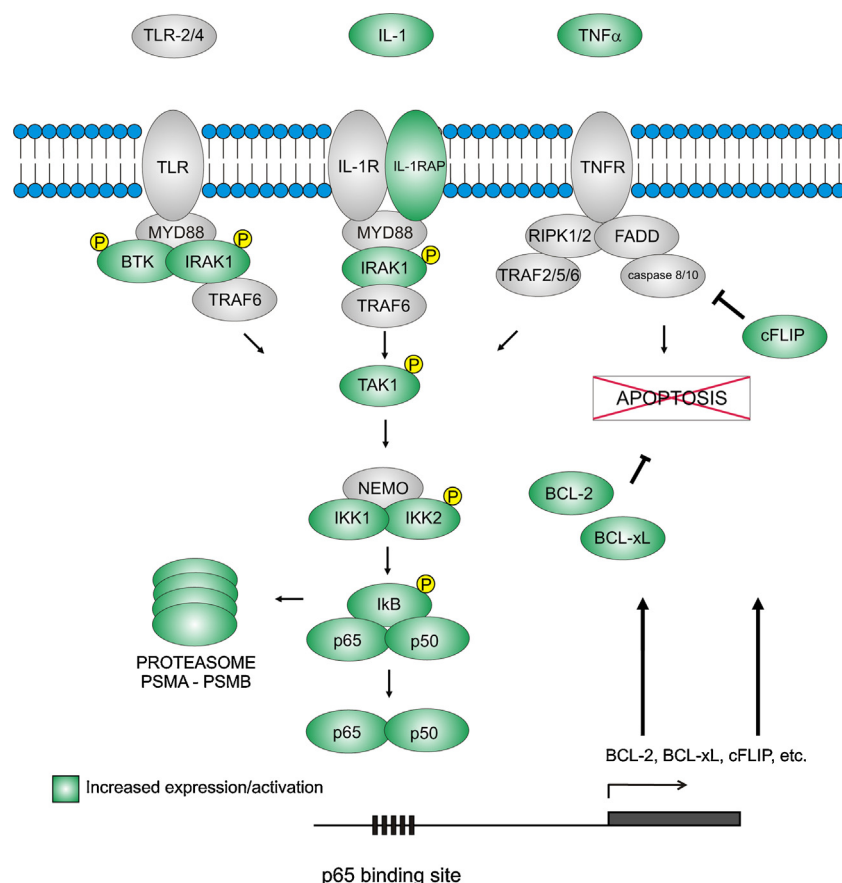 TLR-2/4
IL-1
TNFα
TLR
IL-1R
IL-1RAP
TNFR
MYD88
MYD88
RIPK1/2
FADD
P
P
P
BTK
IRAK1
IRAK1
TRAF2/5/6
caspase 8/10
TRAF6
TRAF6
cFLIP
P
TAK1
APOPTOSIS
NEMO
P
BCL-2
IKK1
IKK2
BCL-xL
P
IkB
p65
p50
PROTEASOME
PSMA - PSMB
p65
p50
BCL-2, BCL-xL, cFLIP, etc.
Increased expression/activation
p65 binding site